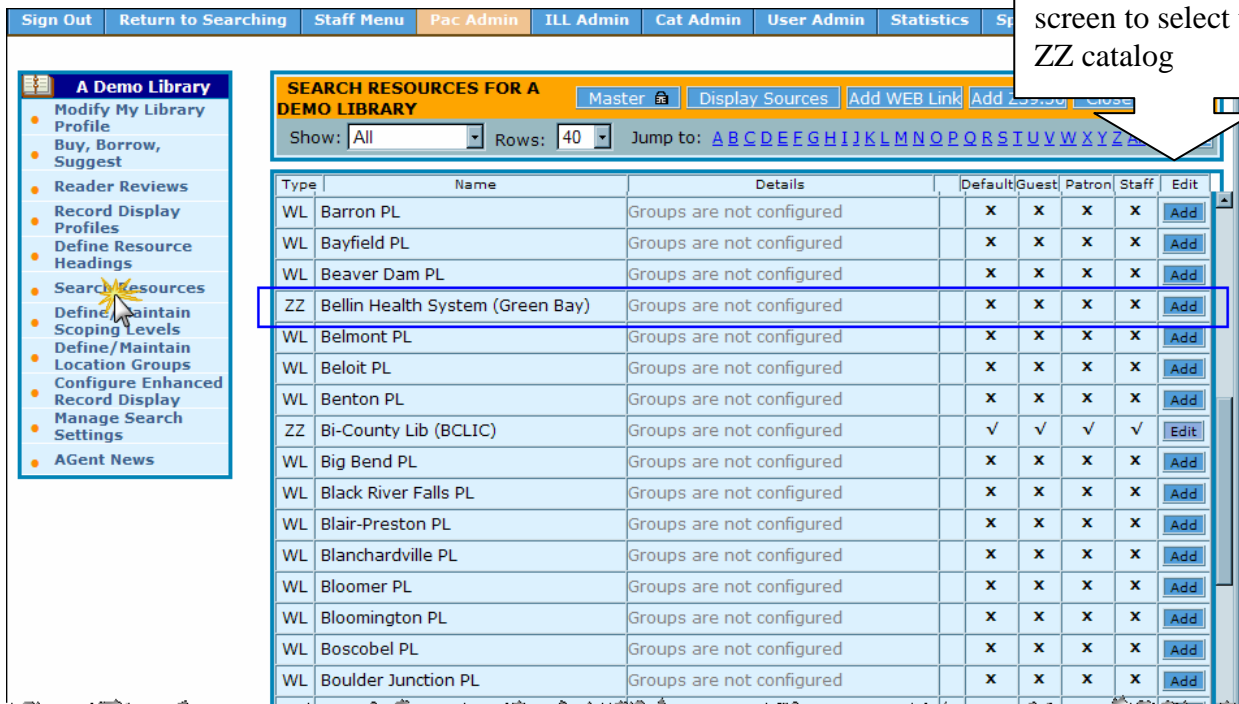 Sign Out Return to Searching Staff Menu Pac Admin ILL Admin Cat Admin User Admin Statistics
screen to select
ZZ catalog
A Demo Library
Modify My Library
Profile
Buy, Borrow,
Suggest
Reader Reviews
Record Display
Profiles
Define Resource
Headings
Search Resources
Define/Maintain
Scoping Levels
Define/Maintain
Location Groups
Configure Enhanced
Record Display
Manage Search
Settings
AGent News
SEARCH RESOURCES FOR A
DEMO LIBRARY
Master Display Sources Add WEB Link Add Z39.50 Close
Show: All Rows: 40 Jump to: A B C D E F G H I J K L M N O P Q R S T U V W X Y Z
Type Name Details Default Guest Patron Staff Edit
WL Barron PL Groups are not configured x x x x Add
WL Bayfield PL Groups are not configured x x x x Add
WL Beaver Dam PL Groups are not configured x x x x Add
ZZ Bellin Health System (Green Bay) Groups are not configured x x x x Add
WL Belmont PL Groups are not configured x x x x Add
WL Beloit PL Groups are not configured x x x x Add
WL Benton PL Groups are not configured x x x x Add
ZZ Bi-County Lib (BCLIC) Groups are not configured √ √ √ √ Edit
WL Big Bend PL Groups are not configured x x x x Add
WL Black River Falls PL Groups are not configured x x x x Add
WL Blair-Preston PL Groups are not configured x x x x Add
WL Blanchardville PL Groups are not configured x x x x Add
WL Bloomer PL Groups are not configured x x x x Add
WL Bloomington PL Groups are not configured x x x x Add
WL Boscobel PL Groups are not configured x x x x Add
WL Boulder Junction PL Groups are not configured x x x x Add